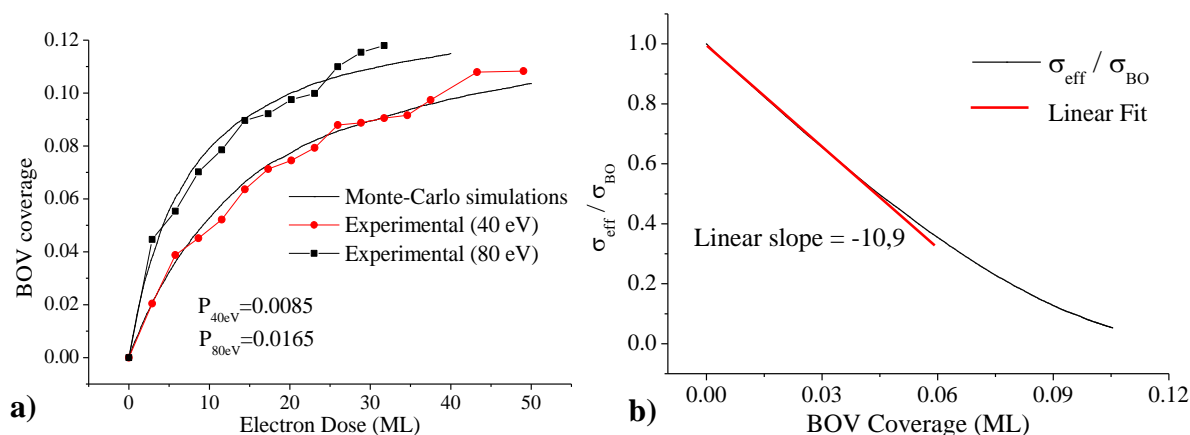 0.12
0.10
0.08
0.06
0.04
0.02
0.00
BOV coverage
Monte-Carlo simulations
Experimental (40 eV)
Experimental (80 eV)
P40eV=0.0085
P80eV=0.0165
0 10 20 30 40 50
Electron Dose (ML)
a)
1.0
0.8
0.6
0.4
0.2
0.0
σeff / σBO
σeff / σBO
Linear Fit
Linear slope = -10,9
0.00 0.03 0.06 0.09 0.12
BOV Coverage (ML)
b)